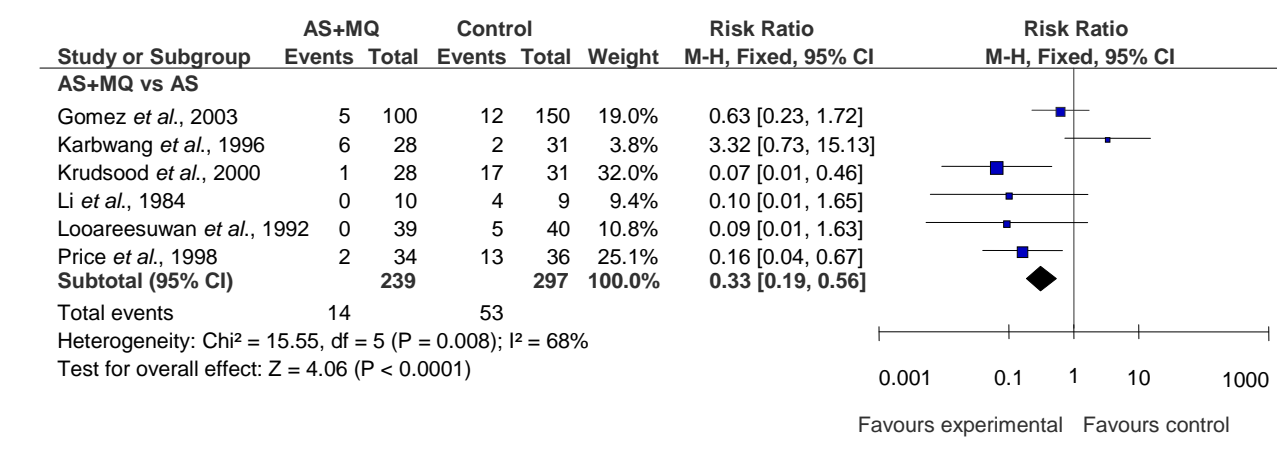 AS+MQ Control Risk Ratio Risk Ratio
Study or Subgroup Events Total Events Total Weight M-H, Fixed, 95% CI M-H, Fixed, 95% CI
AS+MQ vs AS
Gomez et al., 2003 5 100 12 150 19.0% 0.63 [0.23, 1.72]
Karbwang et al., 1996 6 28 2 31 3.8% 3.32 [0.73, 15.13]
Krudsood et al., 2000 1 28 17 31 32.0% 0.07 [0.01, 0.46]
Li et al., 1984 0 10 4 9 9.4% 0.10 [0.01, 1.65]
Looareesuwan et al., 1992 0 39 5 40 10.8% 0.09 [0.01, 1.63]
Price et al., 1998 2 34 13 36 25.1% 0.16 [0.04, 0.67]
Subtotal (95% CI) 239 297 100.0% 0.33 [0.19, 0.56]
Total events 14 53
Heterogeneity: Chi² = 15.55, df = 5 (P = 0.008); I² = 68%
Test for overall effect: Z = 4.06 (P < 0.0001)
0.001 0.1 1 10 1000
Favours experimental Favours control